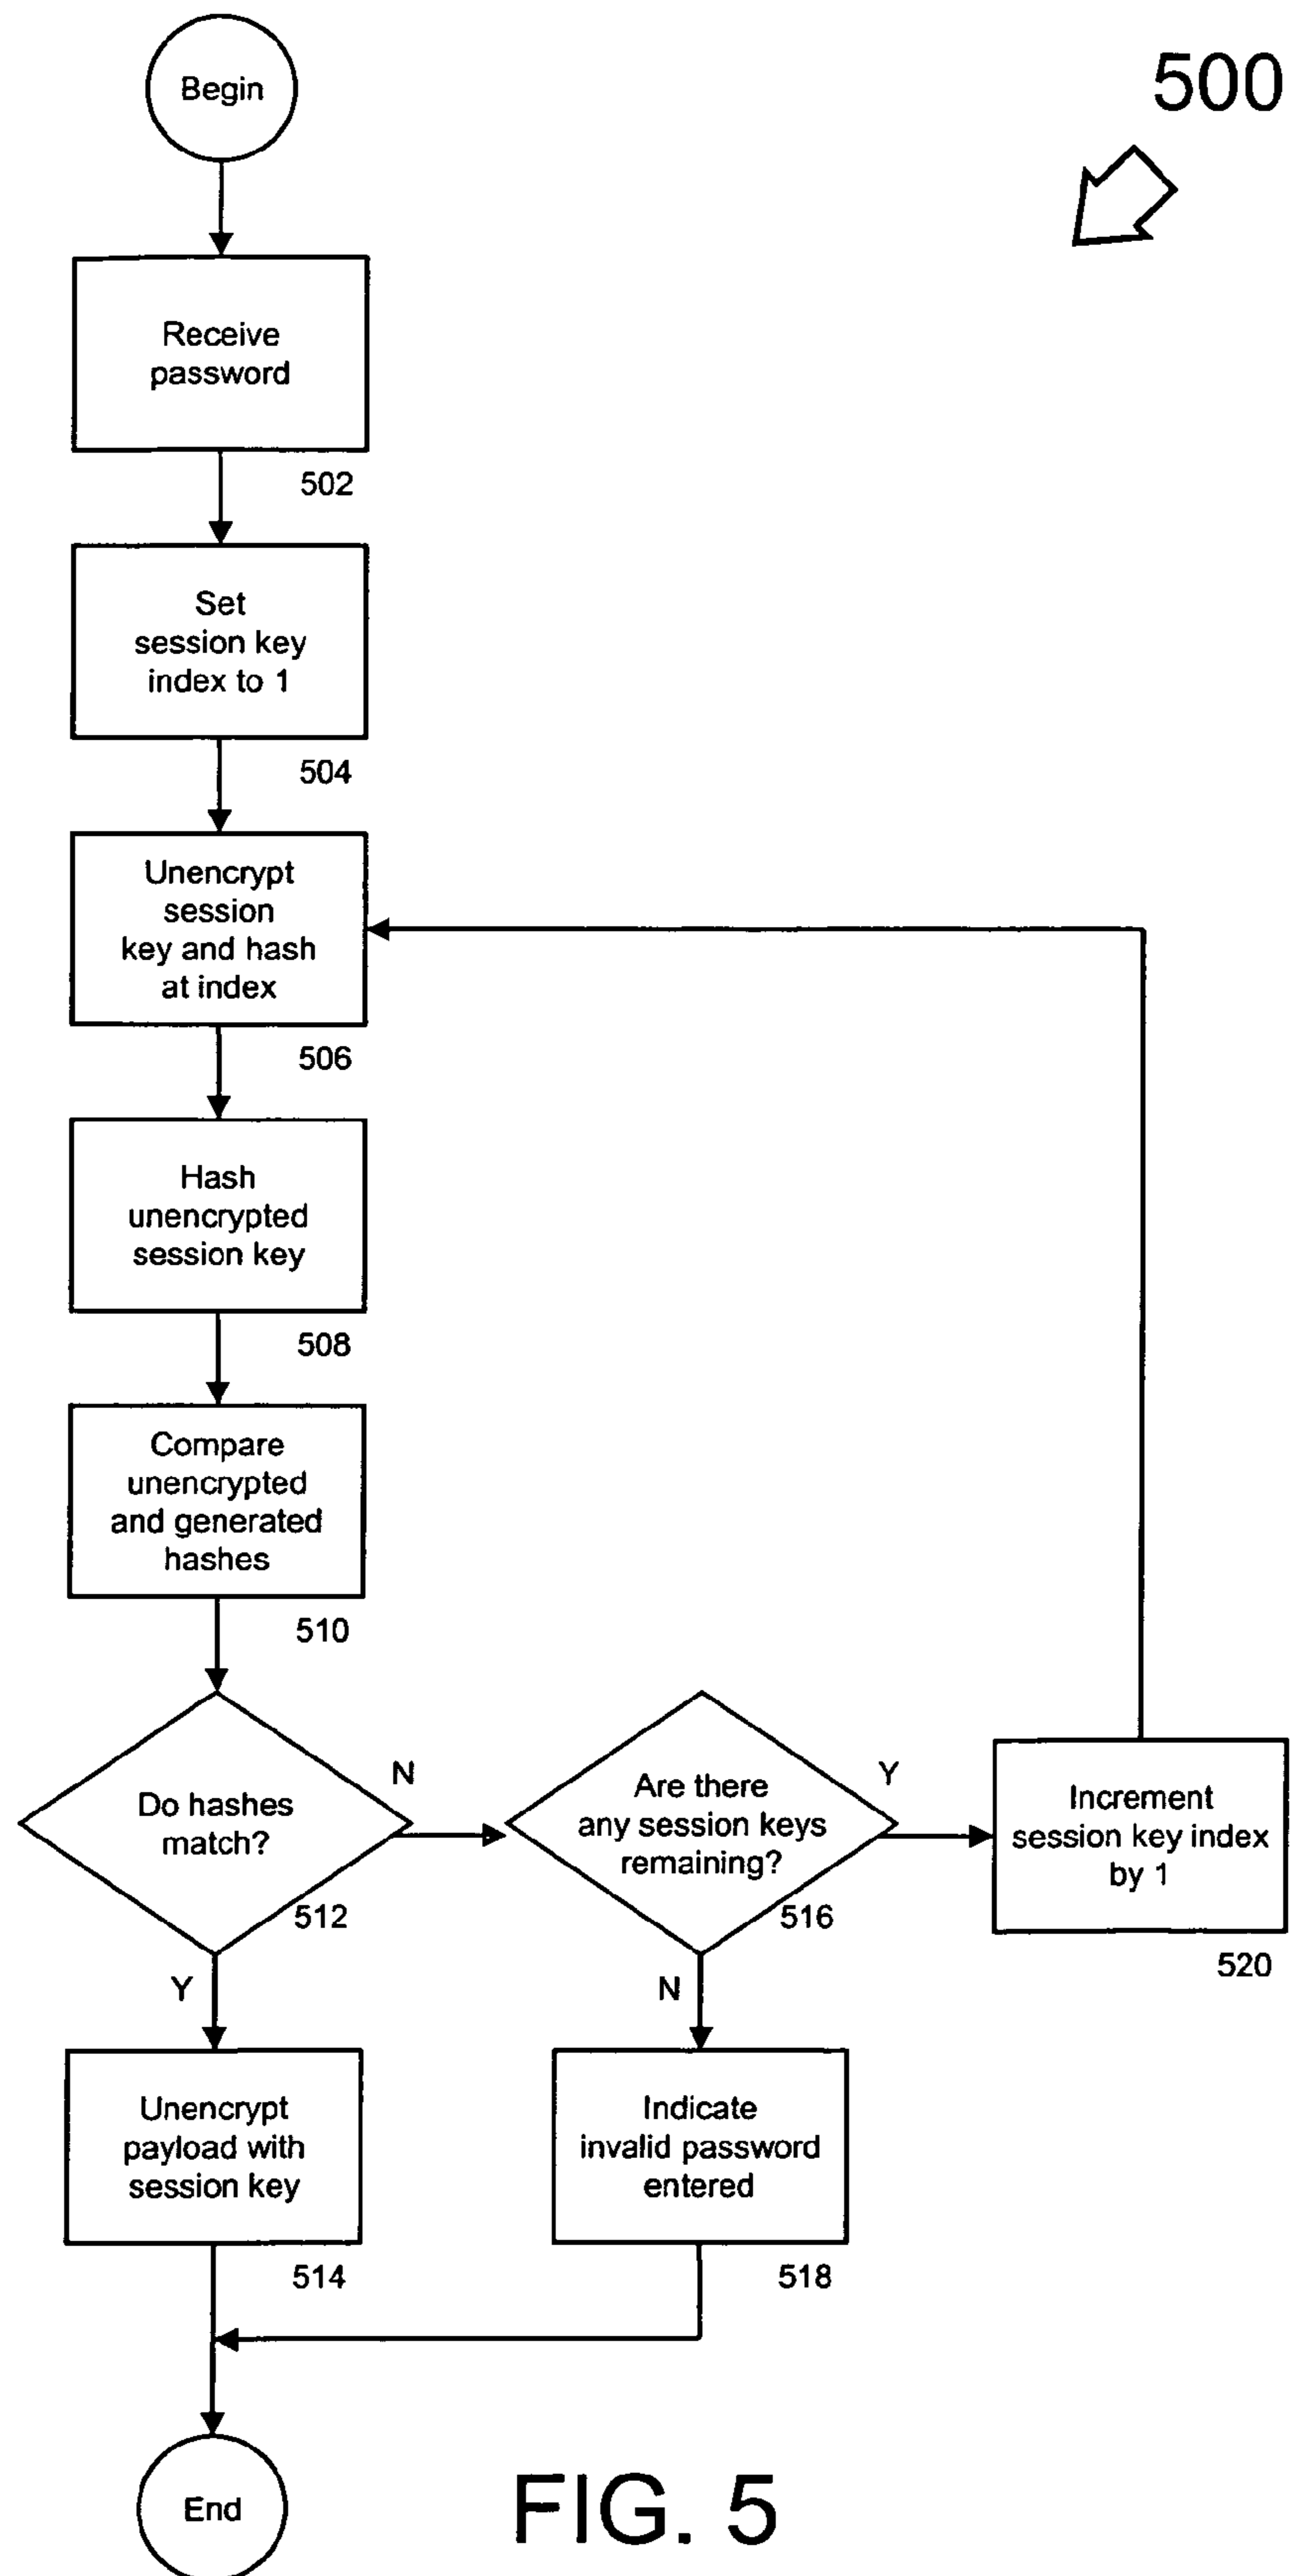 Begin
500
Receive
password
502
Set
session key
index to 1
504
Unencrypt
session
key and hash
at index
506
Hash
unencrypted
session key
508
Compare
unencrypted
and generated
hashes
510
Do hashes
match?
512
N
Are there
any session keys
remaining?
516
Y
Increment
session key index
by 1
520
Y
N
Unencrypt
payload with
session key
514
Indicate
invalid password
entered
518
End
FIG. 5